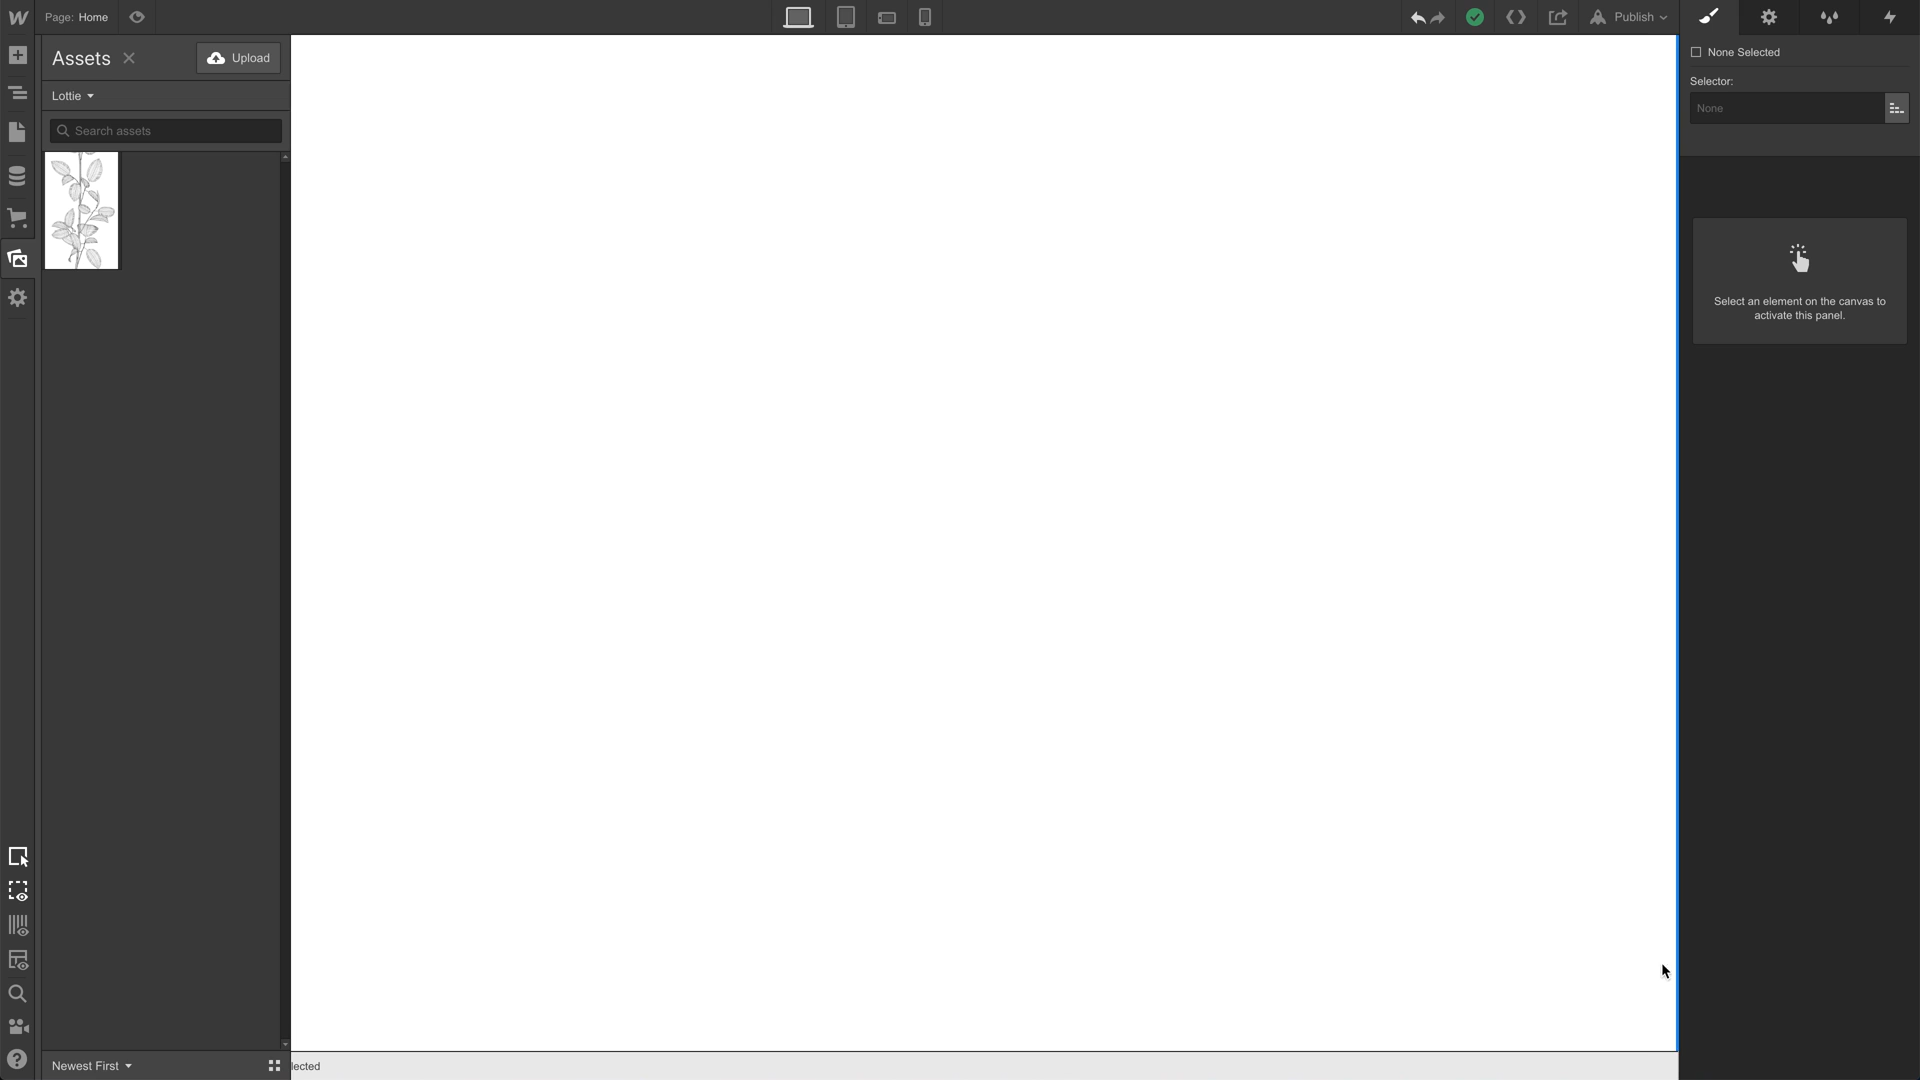 Page: Home
Publish
Assets
Upload
Lottie
Search assets
None Selected
Selector:
None
Select an element on the canvas to
activate this panel.
Newest First
lected